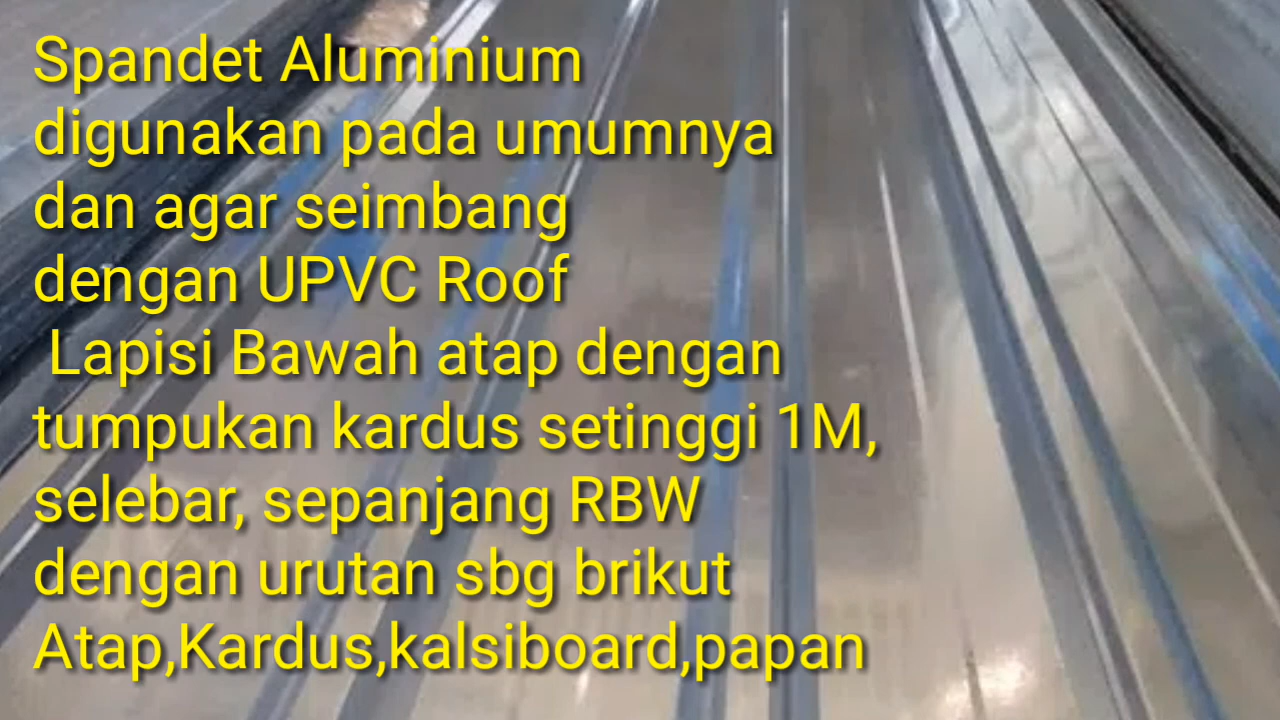 Spandet Aluminium
digunakan pada umumnya
dan agar seimbang
dengan UPVC Roof
Lapisi Bawah atap dengan
tumpukan kardus setinggi 1M,
selebar, sepanjang RBW
dengan urutan sbg brikut
Atap,Kardus,kalsiboard,papan